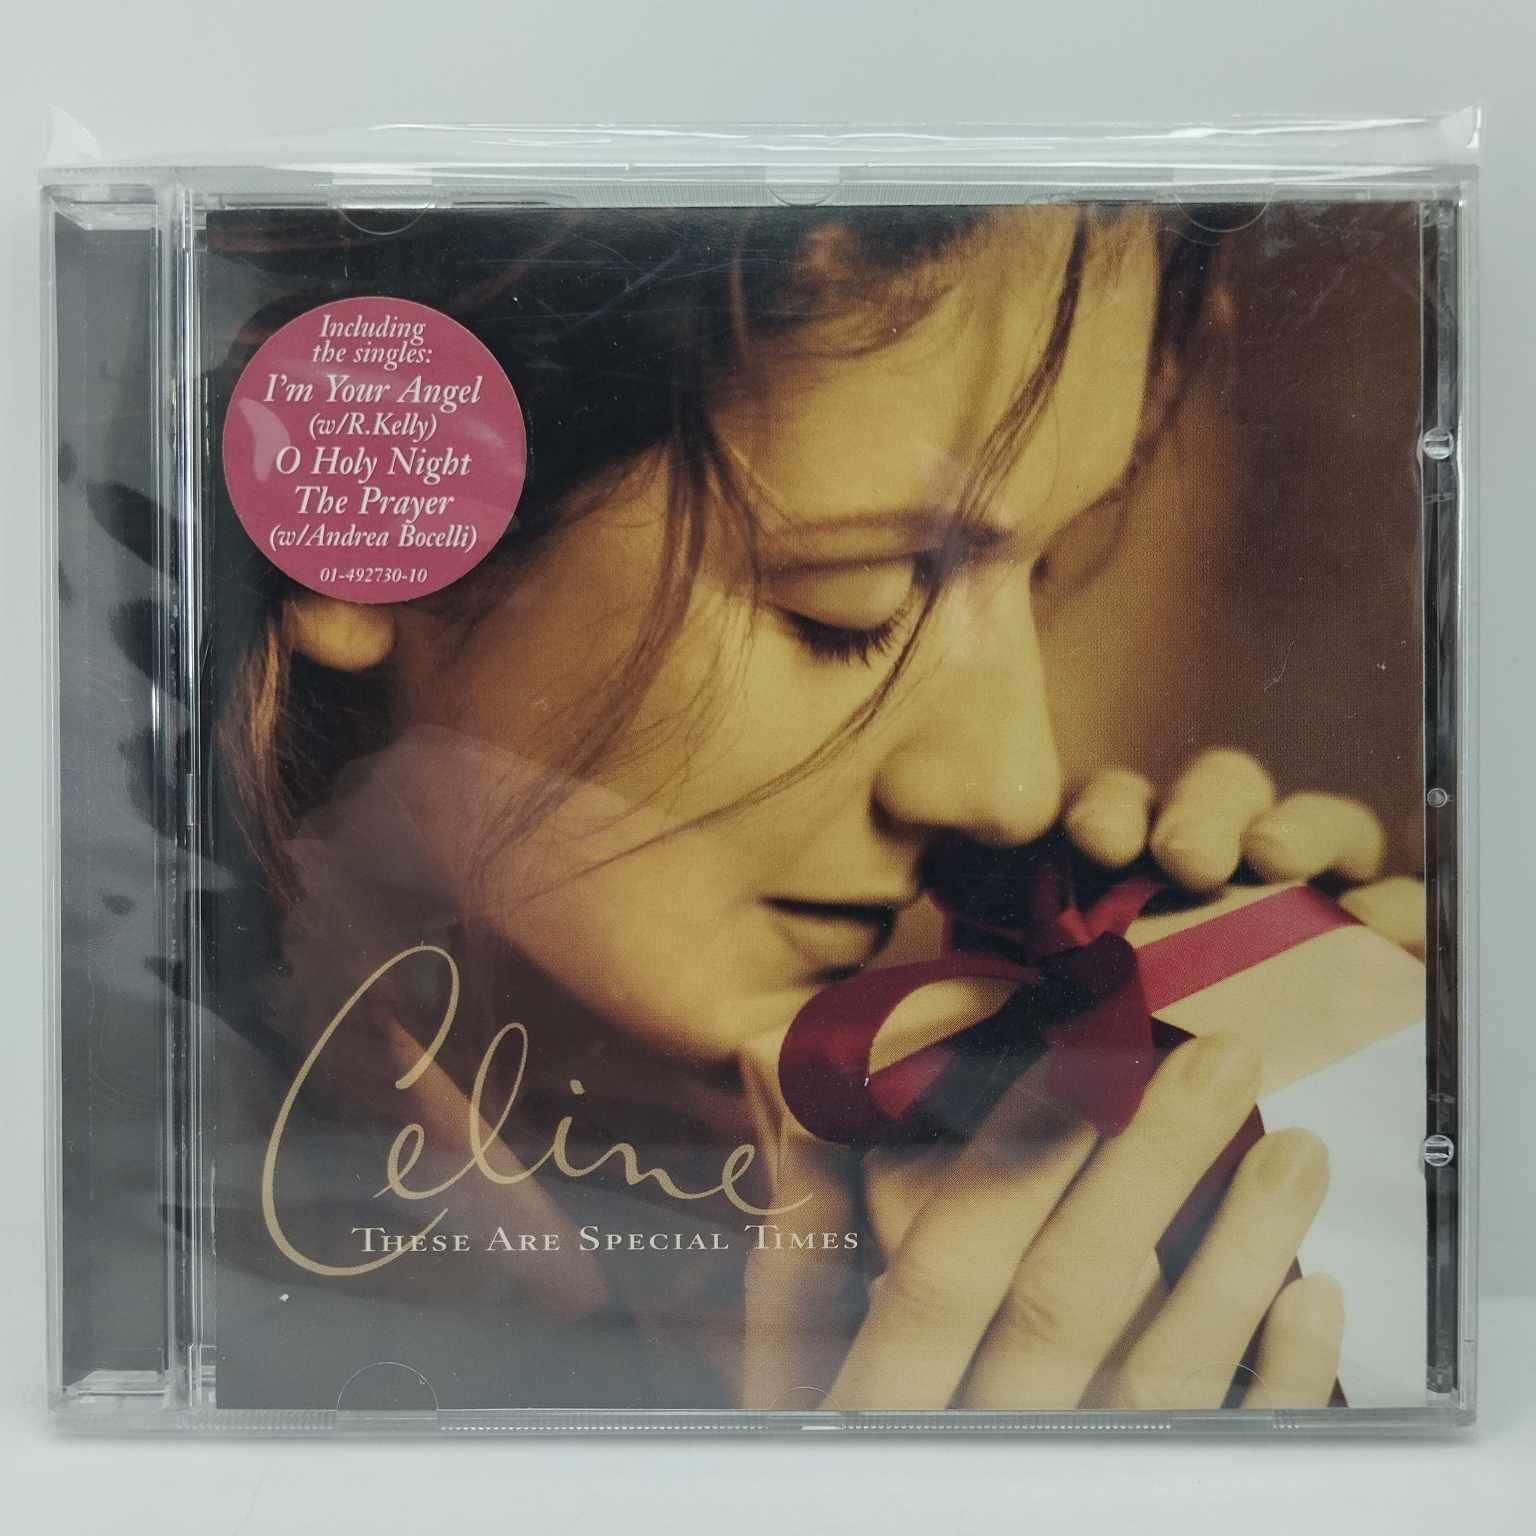 Including
the singles:
I'm Your Angel
(w/R.Kelly)
O Holy Night
The Prayer
(w/Andrea Bocelli)
01-492730-10
Celine
THESE ARE SPECIAL TIMES